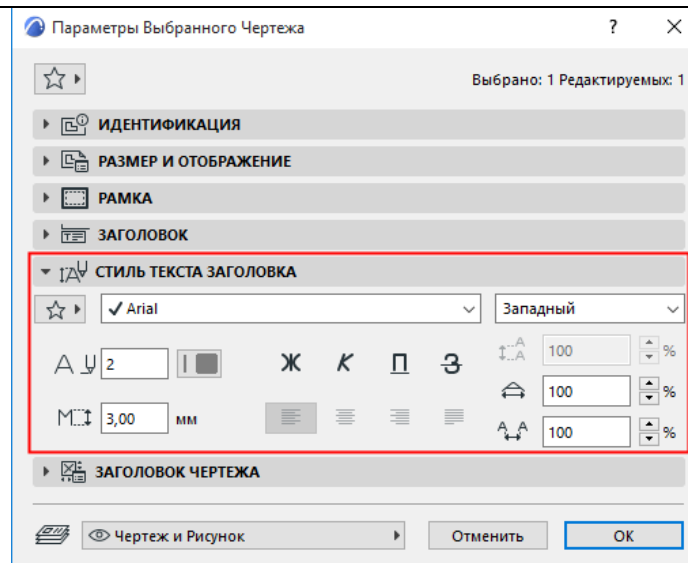 Параметры Выбранного Чертежа ?
Выбрано: 1 Редактируемых: 1
ИДЕНТИФИКАЦИЯ
РАЗМЕР И ОТОБРАЖЕНИЕ
РАМКА
ЗАГОЛОВОК
СТИЛЬ ТЕКСТА ЗАГОЛОВКА
Arial Западный
2 Ж К П З 100 %
100 %
3,00 мм 100 %
ЗАГОЛОВОК ЧЕРТЕЖА
Чертеж и Рисунок Отменить ОК